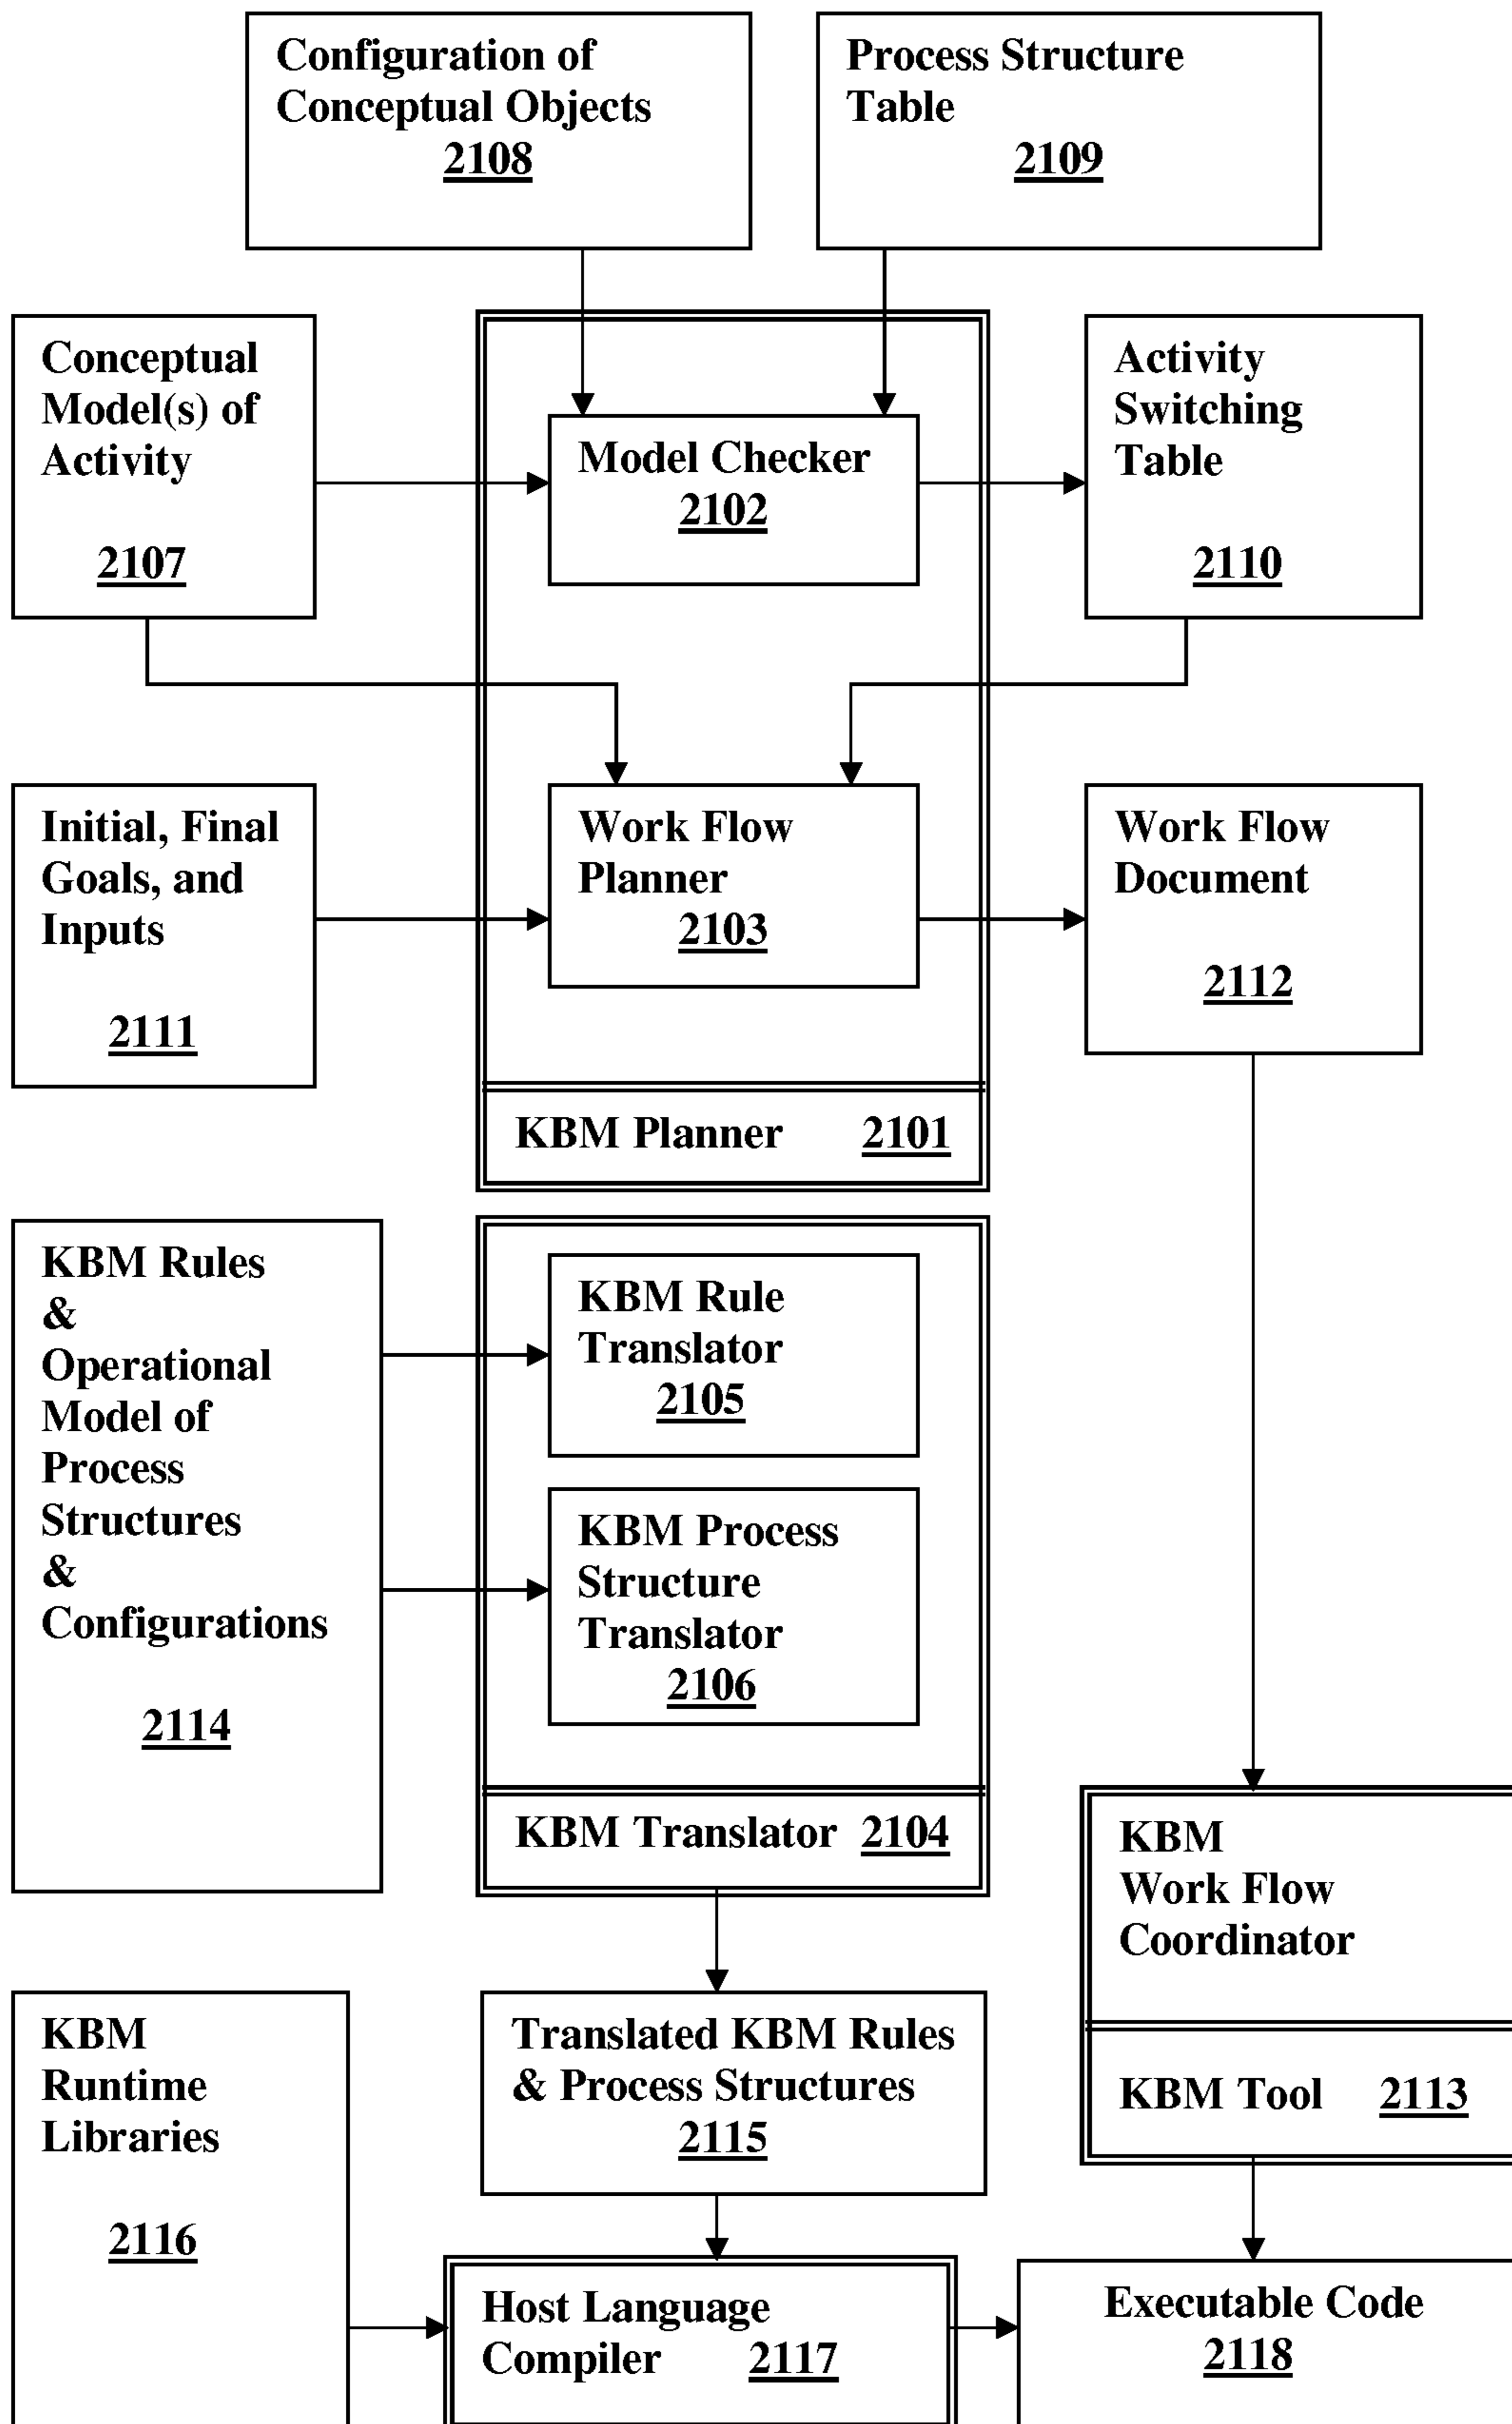 Configuration of
Conceptual Objects
2108
Process Structure
Table
2109
Conceptual
Model(s) of
Activity
2107
Model Checker
2102
Activity
Switching
Table
2110
Initial, Final
Goals, and
Inputs
2111
Work Flow
Planner
2103
Work Flow
Document
2112
KBM Planner 2101
KBM Rules
&
Operational
Model of
Process
Structures
&
Configurations
2114
KBM Rule
Translator
2105
KBM Process
Structure
Translator
2106
KBM Translator 2104
KBM
Work Flow
Coordinator
KBM Tool 2113
KBM
Runtime
Libraries
2116
Translated KBM Rules
& Process Structures
2115
Host Language
Compiler 2117
Executable Code
2118